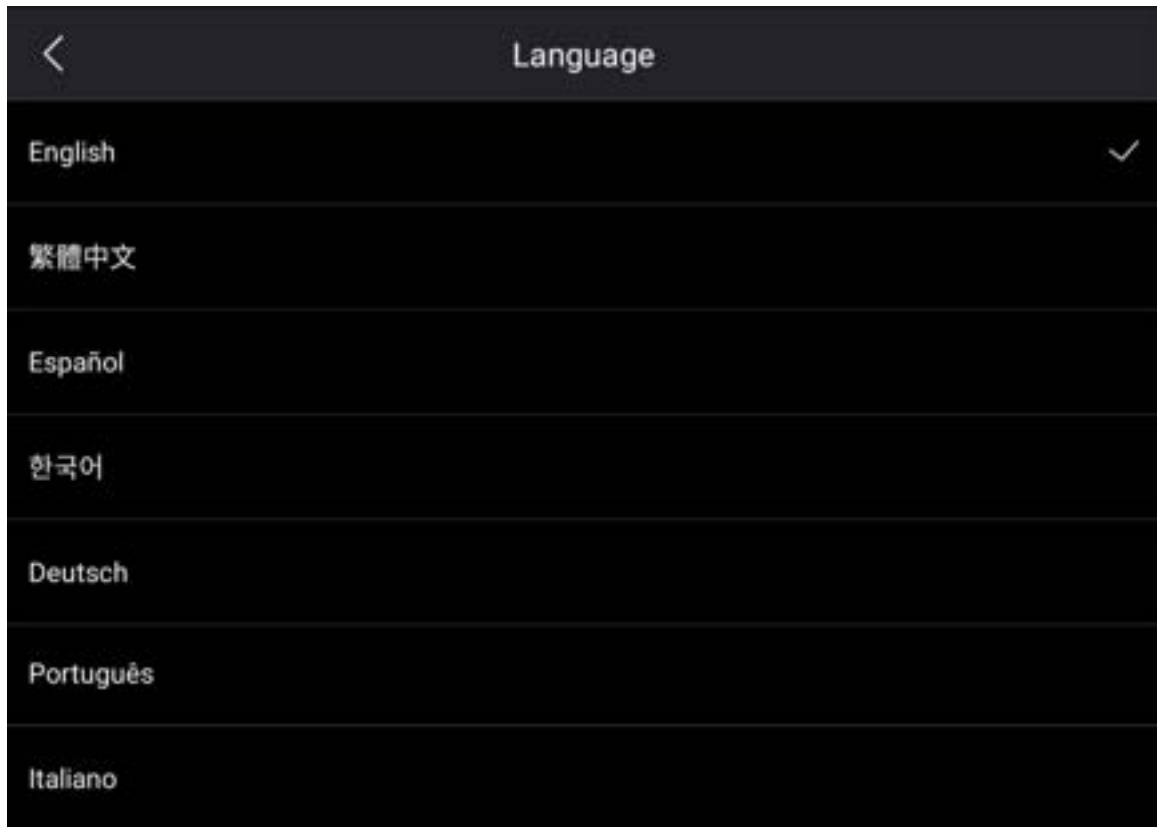 Language
English
繁體中文
Español
한국어
Deutsch
Português
Italiano